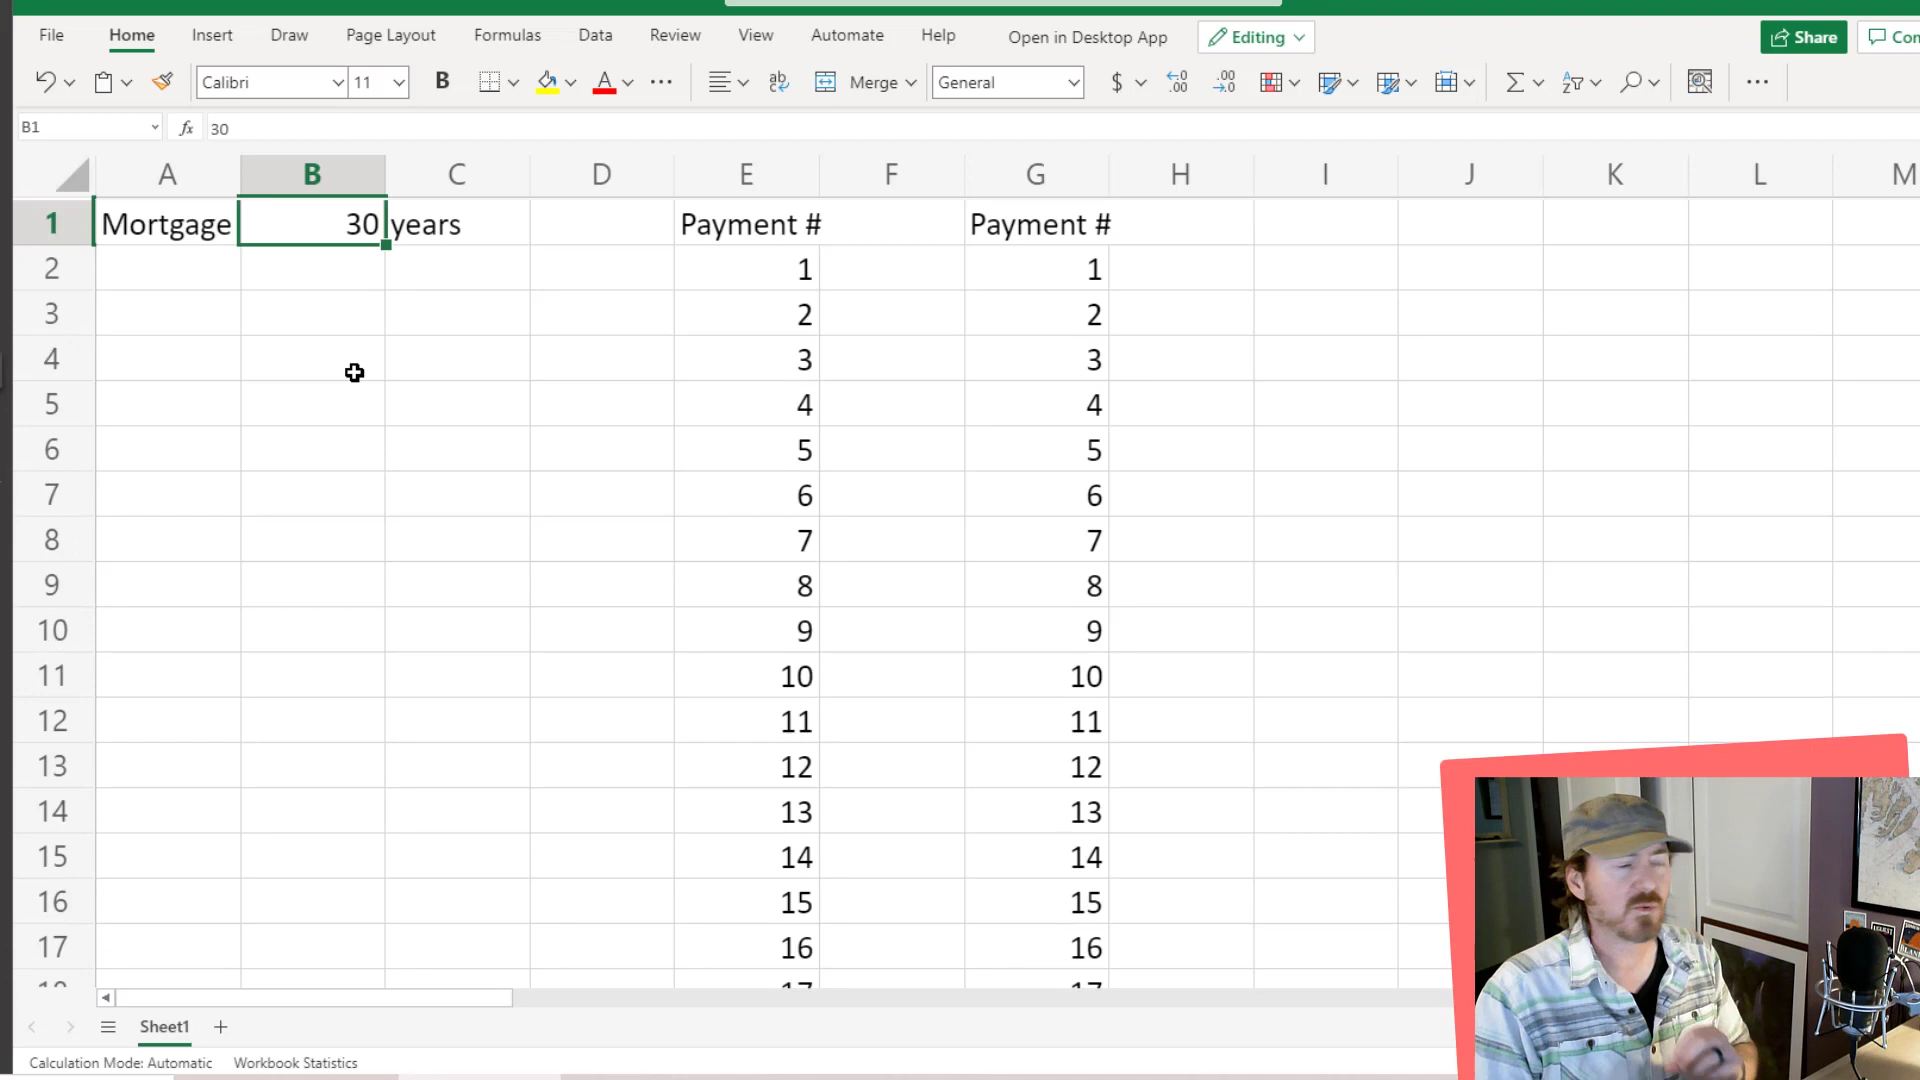 File Home Insert Draw Page Layout Formulas Data Review View Automate Help Open in Desktop App Editing Share Con
Calibri 11 B A ab Merge General $
B1 fx 30
A B C D E F G H I J K L M
1 Mortgage 30 years Payment # Payment #
2 1 1
3 2 2
4 3 3
5 4 4
6 5 5
7 6 6
8 7 7
9 8 8
10 9 9
11 10 10
12 11 11
13 12 12
14 13 13
15 14 14
16 15 15
17 16 16
17 17
Sheet1
Calculation Mode: Automatic Workbook Statistics